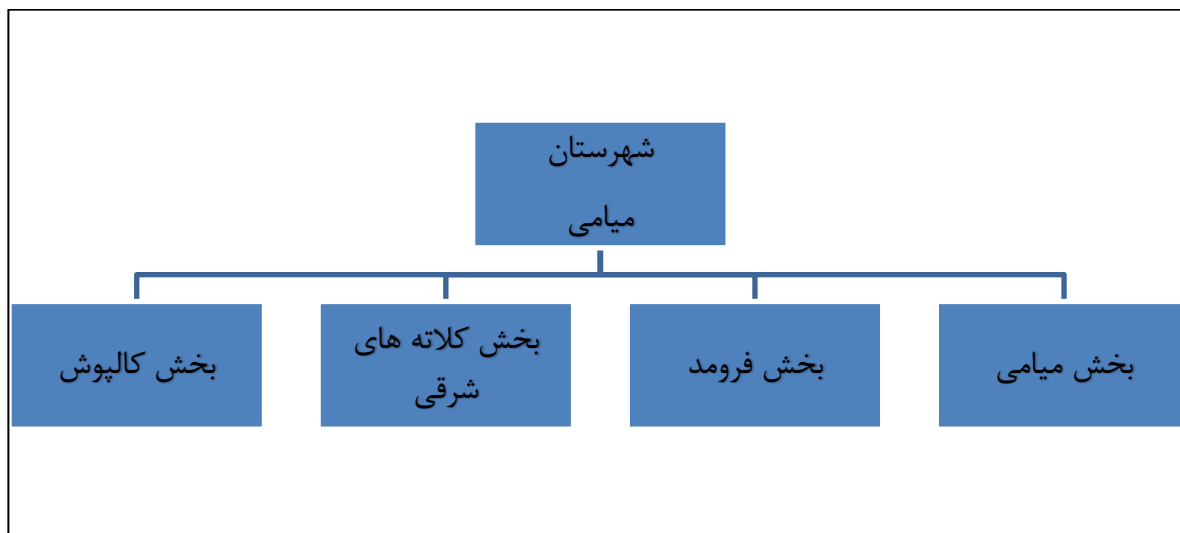 شهرستان
میامی
بخش میامی
بخش فرومد
بخش کلاته های
شرقی
بخش کالپوش